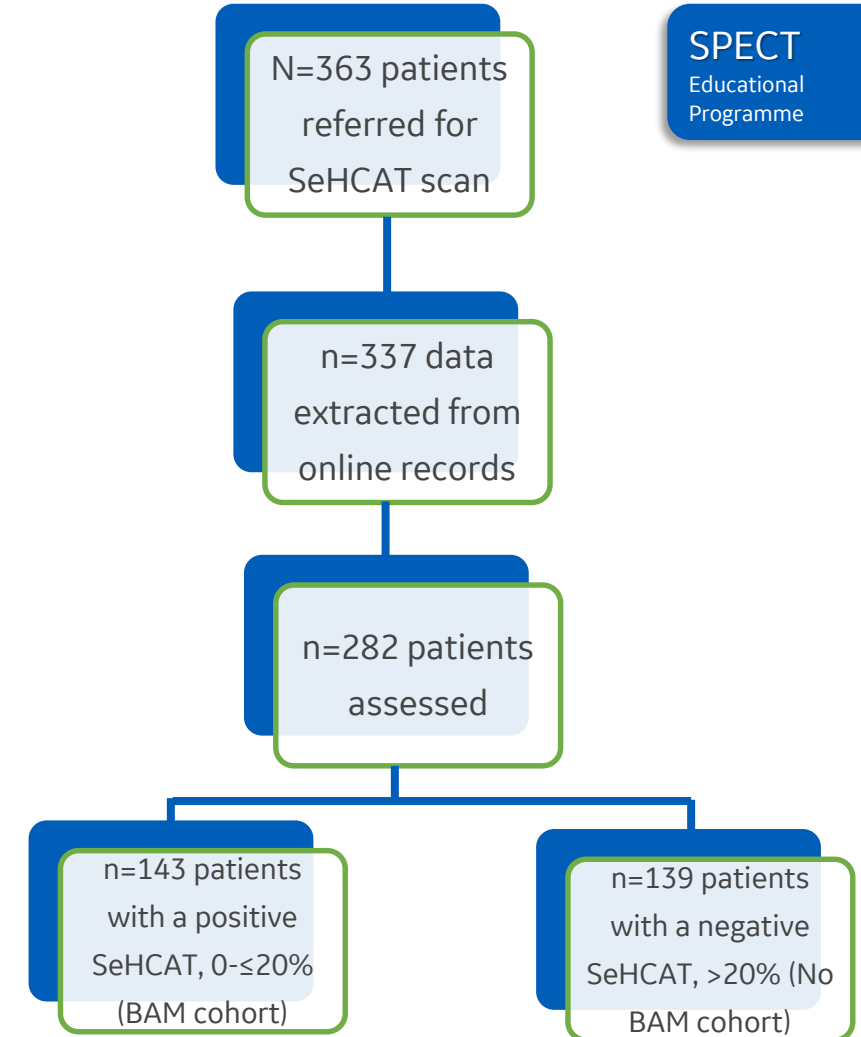 N=363 patients
referred for
SeHCAT scan
SPECT
Educational
Programme
n=337 data
extracted from
online records
n=282 patients
assessed
n=143 patients
with a positive
SeHCAT, 0-≤20%
(BAM cohort)
n=139 patients
with a negative
SeHCAT, >20% (No
BAM cohort)